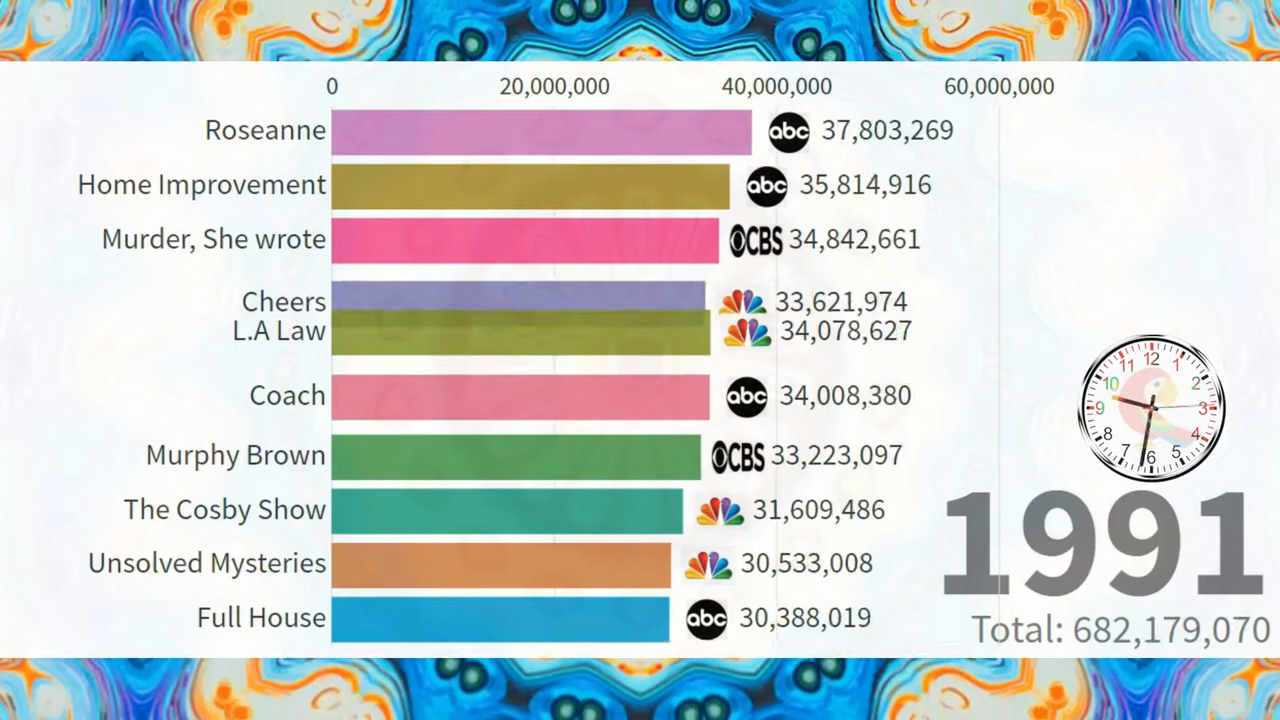 0 20,000,000 40,000,000 60,000,000
Roseanne abc 37,803,269
Home Improvement abc 35,814,916
Murder, She wrote CBS 34,842,661
Cheers 33,621,974
L.A Law 34,078,627
Coach abc 34,008,380
Murphy Brown CBS 33,223,097
The Cosby Show 31,609,486
Unsolved Mysteries 30,533,008
Full House abc 30,388,019
12
11 1
10 2
9 3
8 4
7 5
6
1991
Total: 682,179,070